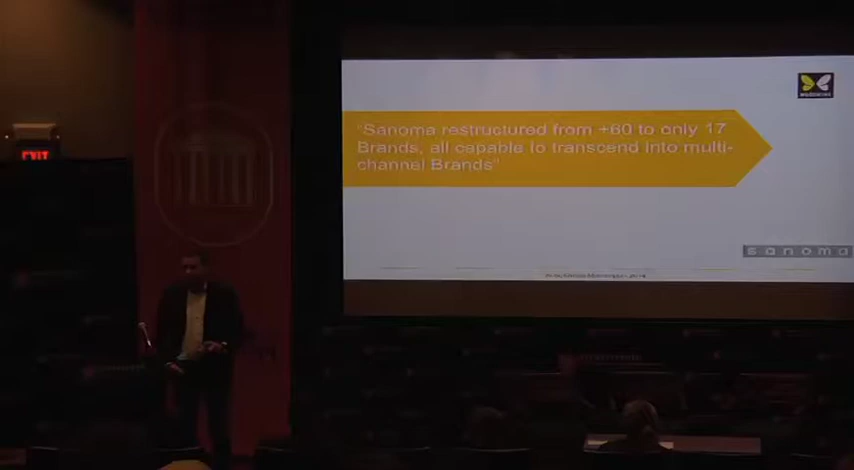 EXIT
"Sanoma restructured from +60 to only 17
Brands, all capable to transcend into multi-
channel Brands"
sanoma